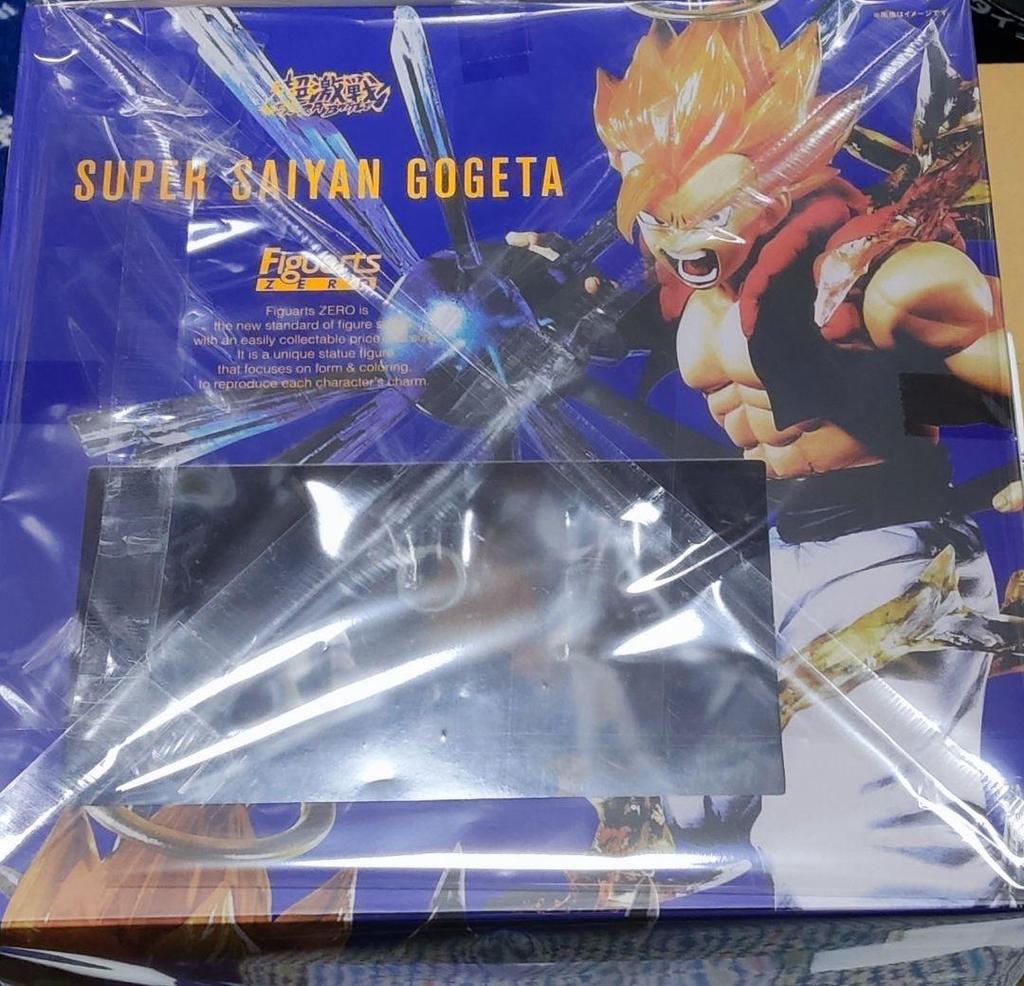 ※画像はイメージです
超激戦
SUPER SAIYAN GOGETA
Figuarts
ZERO
Figuarts ZERO is
the new standard of figure
with an easily collectable price
It is a unique statue figure
that focuses on form & coloring,
to reproduce each character's charm.